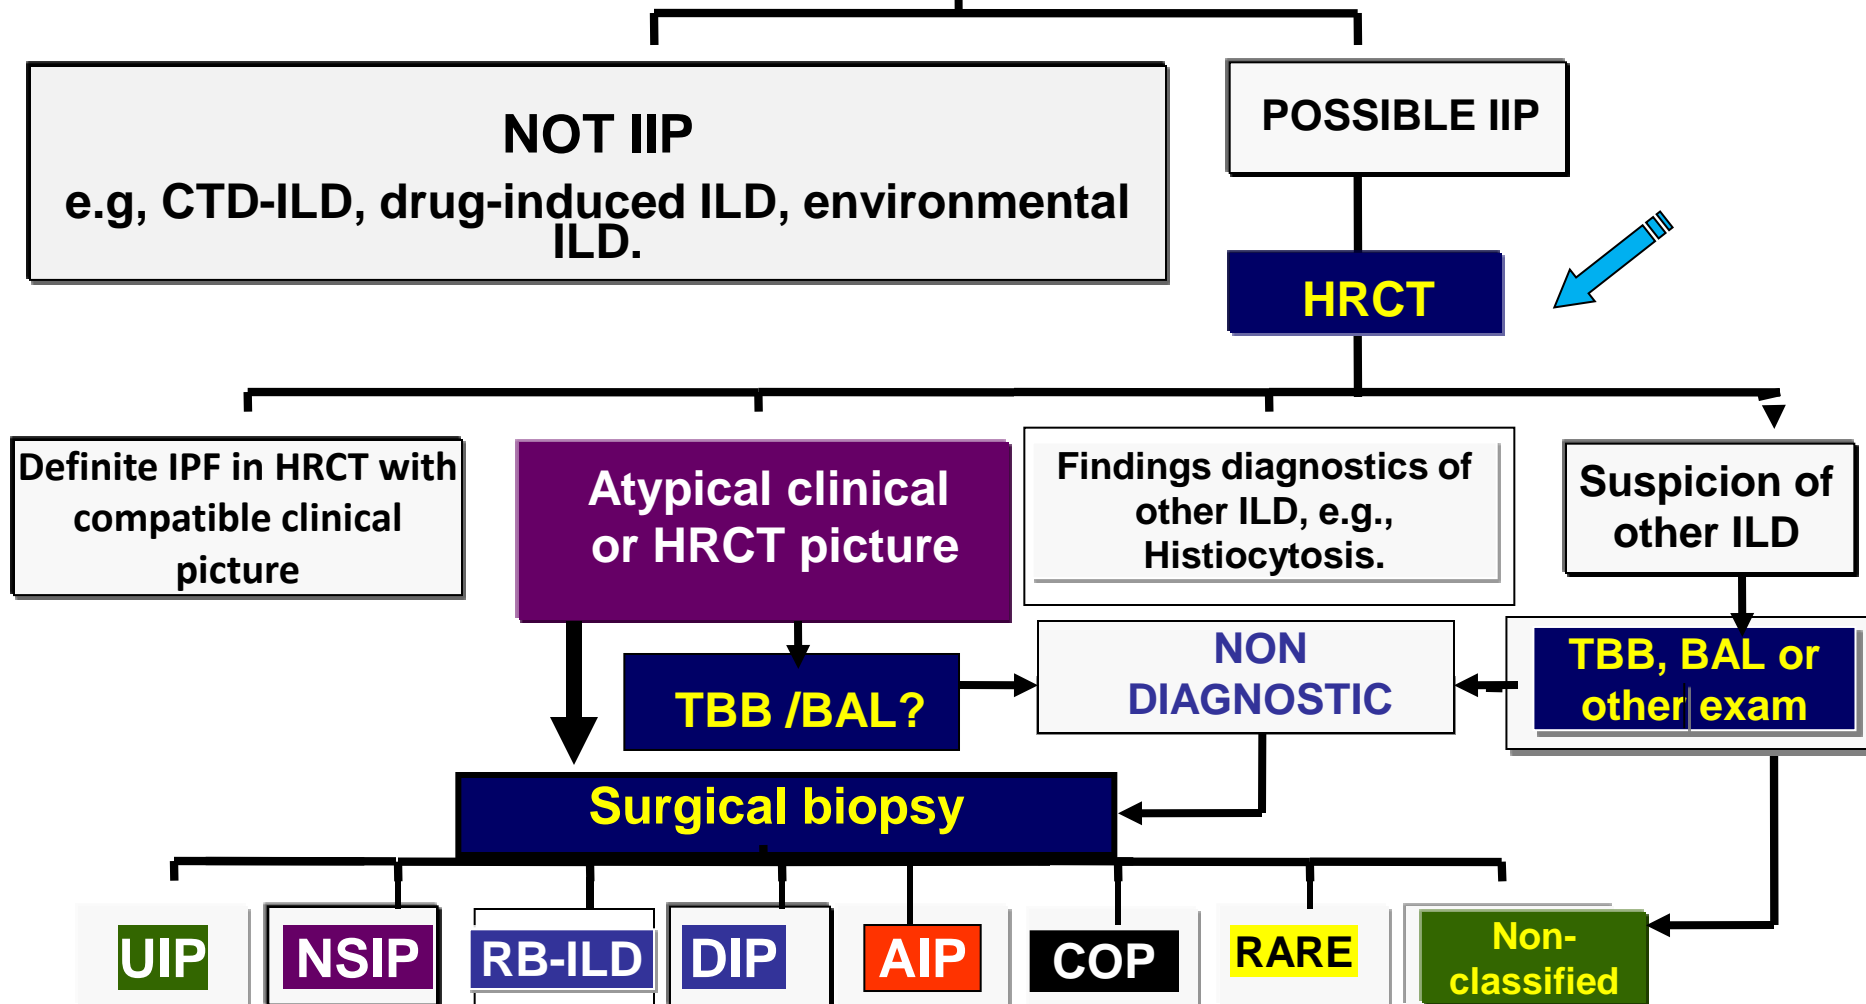 NOT IIP
e.g, CTD-ILD, drug-induced ILD, environmental
ILD.
POSSIBLE IIP
HRCT
Definite IPF in HRCT with
compatible clinical
picture
Atypical clinical
or HRCT picture
Findings diagnostics of
other ILD, e.g.,
Histiocytosis.
Suspicion of
other ILD
TBB /BAL?
NON
DIAGNOSTIC
TBB, BAL or
other exam
Surgical biopsy
UIP
NSIP
RB-ILD
DIP
AIP
COP
RARE
Non-
classified